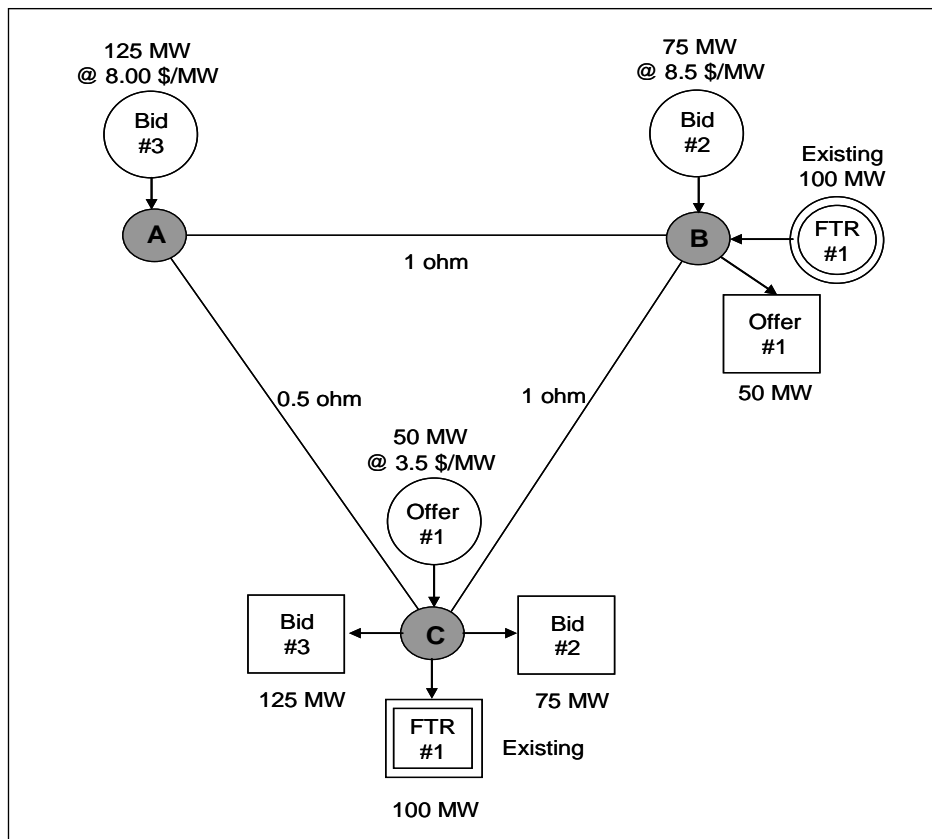 125 MW
@ 8.00 $/MW
Bid
#3
75 MW
@ 8.5 $/MW
Bid
#2
Existing
100 MW
FTR
#1
A
B
1 ohm
Offer
#1
50 MW
0.5 ohm
1 ohm
50 MW
@ 3.5 $/MW
Offer
#1
C
Bid
#3
125 MW
Bid
#2
75 MW
FTR
#1
Existing
100 MW